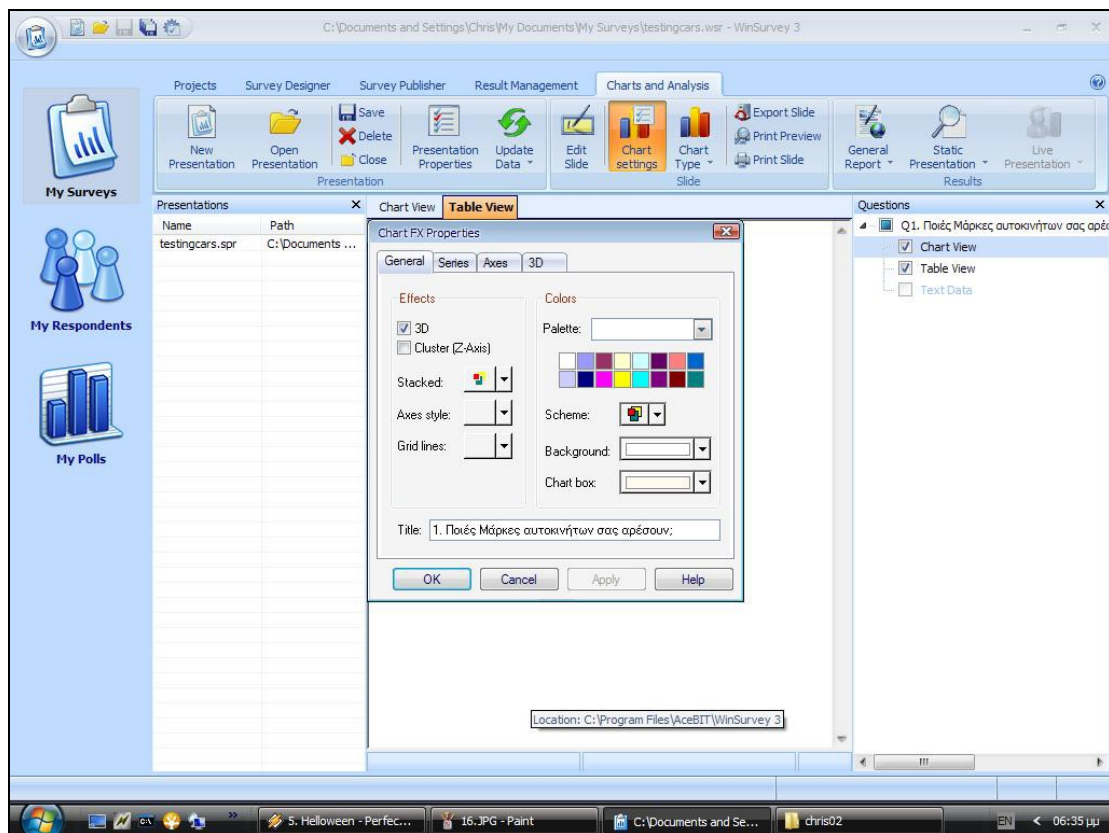 C:\Documents and Settings\Chris\My Documents\My Surveys\testingcars.wsr - WinSurvey 3
Projects Survey Designer Survey Publisher Result Management Charts and Analysis
New Presentation
Open Presentation
Save
Delete
Close
Presentation Properties
Update Data
Presentation
Edit Slide
Chart settings
Chart Type
Export Slide
Print Preview
Print Slide
Slide
General Report
Static Presentation
Live Presentation
Results
My Surveys
My Respondents
My Polls
Presentations
Name Path
testingcars.spr C:\Documents ...
Chart View Table View
Chart FX Properties
General Series Axes 3D
Effects
3D
Cluster (Z-Axis)
Stacked:
Axes style:
Grid lines:
Colors
Palette:
Scheme:
Background:
Chart box:
Title: 1. Ποιές Μάρκες αυτοκινήτων σας αρέσουν;
OK Cancel Apply Help
Questions
Q1. Ποιές Μάρκες αυτοκινήτων σας αρέ
Chart View
Table View
Text Data
Location: C:\Program Files\AceBIT\WinSurvey 3
5. Helloween - Perfec... 16.JPG - Paint C:\Documents and Se... chris02 EN 06:35 μμ